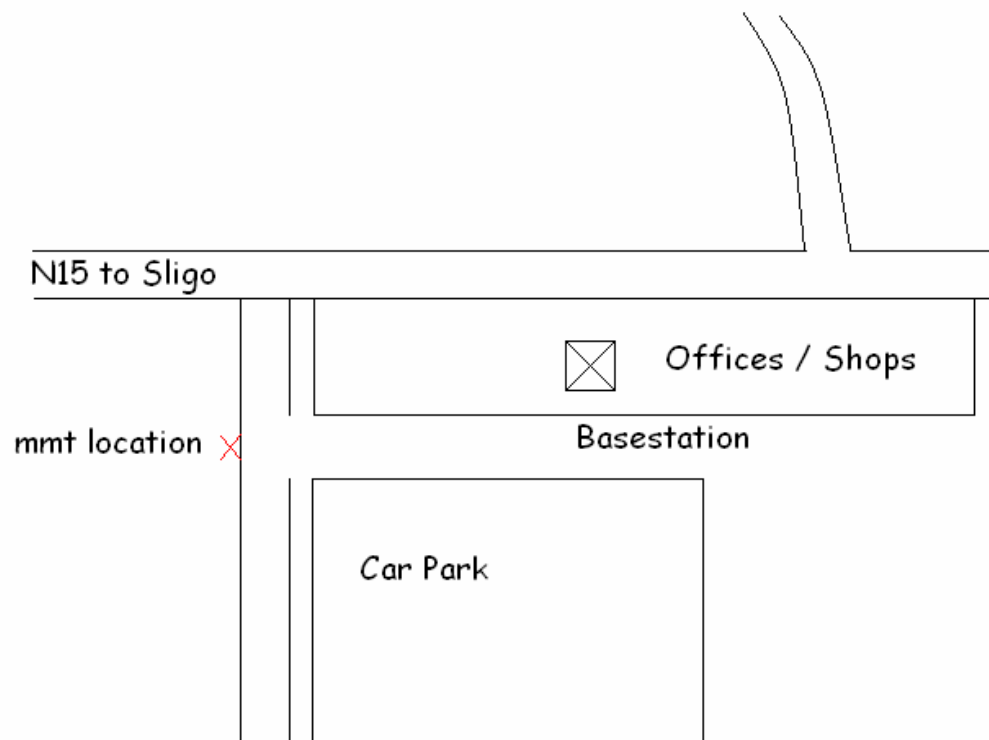 N15 to Sligo
Offices / Shops
mmt location
Basestation
Car Park